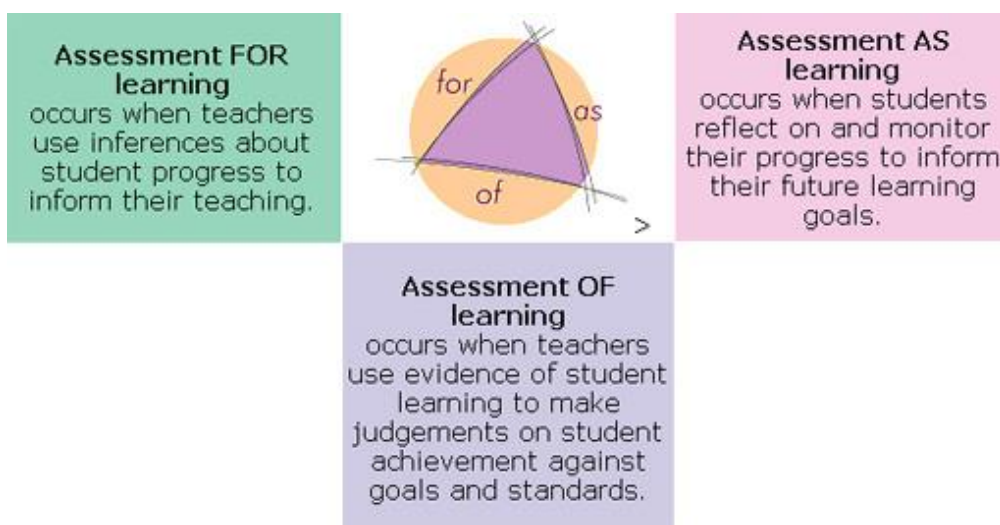 Assessment FOR
learning
occurs when teachers
use inferences about
student progress to
inform their teaching.
for
as
of
>
Assessment AS
learning
occurs when students
reflect on and monitor
their progress to inform
their future learning
goals.
Assessment OF
learning
occurs when teachers
use evidence of student
learning to make
judgements on student
achievement against
goals and standards.